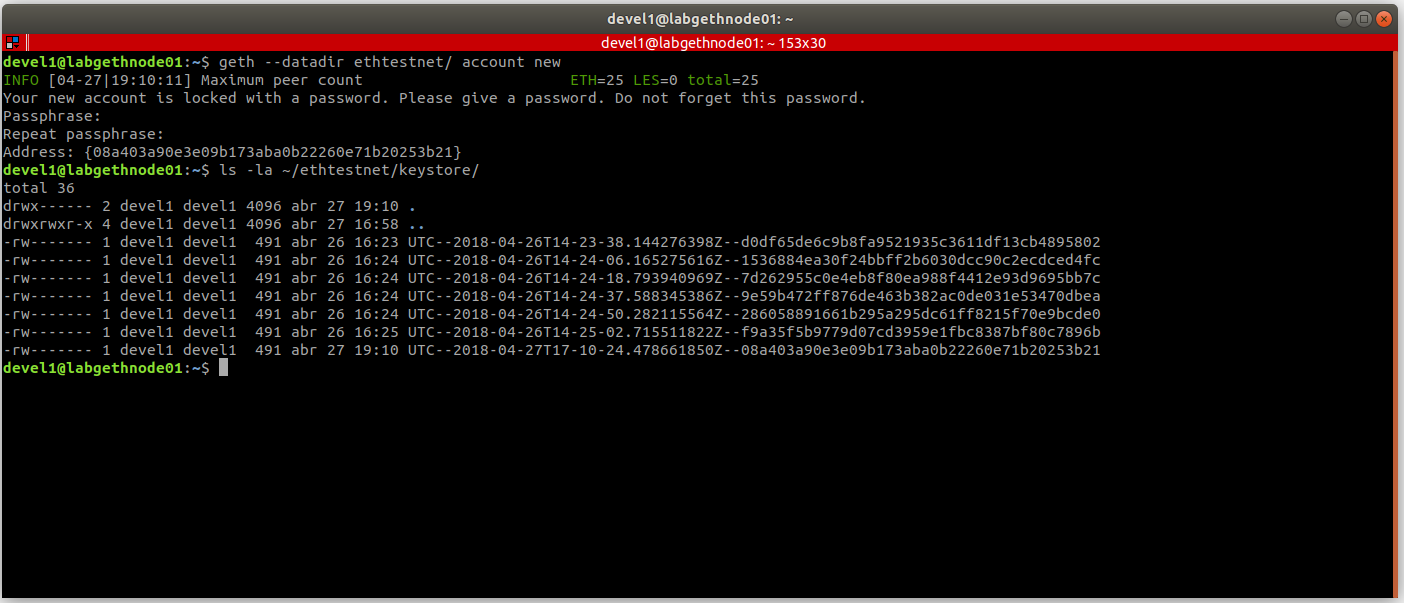 devel1@labgethnode01: ~
devel1@labgethnode01: ~ 153x30
devel1@labgethnode01:~$ geth --datadir ethtestnet/ account new
INFO [04-27|19:10:11] Maximum peer count                       ETH=25 LES=0 total=25
Your new account is locked with a password. Please give a password. Do not forget this password.
Passphrase:
Repeat passphrase:
Address: {08a403a90e3e09b173aba0b22260e71b20253b21}
devel1@labgethnode01:~$ ls -la ~/ethtestnet/keystore/
total 36
drwx------ 2 devel1 devel1 4096 abr 27 19:10 .
drwxrwxr-x 4 devel1 devel1 4096 abr 27 16:58 ..
-rw------- 1 devel1 devel1  491 abr 26 16:23 UTC--2018-04-26T14-23-38.144276398Z--d0df65de6c9b8fa9521935c3611df13cb4895802
-rw------- 1 devel1 devel1  491 abr 26 16:24 UTC--2018-04-26T14-24-06.165275616Z--1536884ea30f24bbff2b6030dcc90c2ecdced4fc
-rw------- 1 devel1 devel1  491 abr 26 16:24 UTC--2018-04-26T14-24-18.793940969Z--7d262955c0e4eb8f80ea988f4412e93d9695bb7c
-rw------- 1 devel1 devel1  491 abr 26 16:24 UTC--2018-04-26T14-24-37.588345386Z--9e59b472ff876de463b382ac0de031e53470dbea
-rw------- 1 devel1 devel1  491 abr 26 16:24 UTC--2018-04-26T14-24-50.282115564Z--286058891661b295a295dc61ff8215f70e9bcde0
-rw------- 1 devel1 devel1  491 abr 26 16:25 UTC--2018-04-26T14-25-02.715511822Z--f9a35f5b9779d07cd3959e1fbc8387bf80c7896b
-rw------- 1 devel1 devel1  491 abr 27 19:10 UTC--2018-04-27T17-10-24.478661850Z--08a403a90e3e09b173aba0b22260e71b20253b21
devel1@labgethnode01:~$